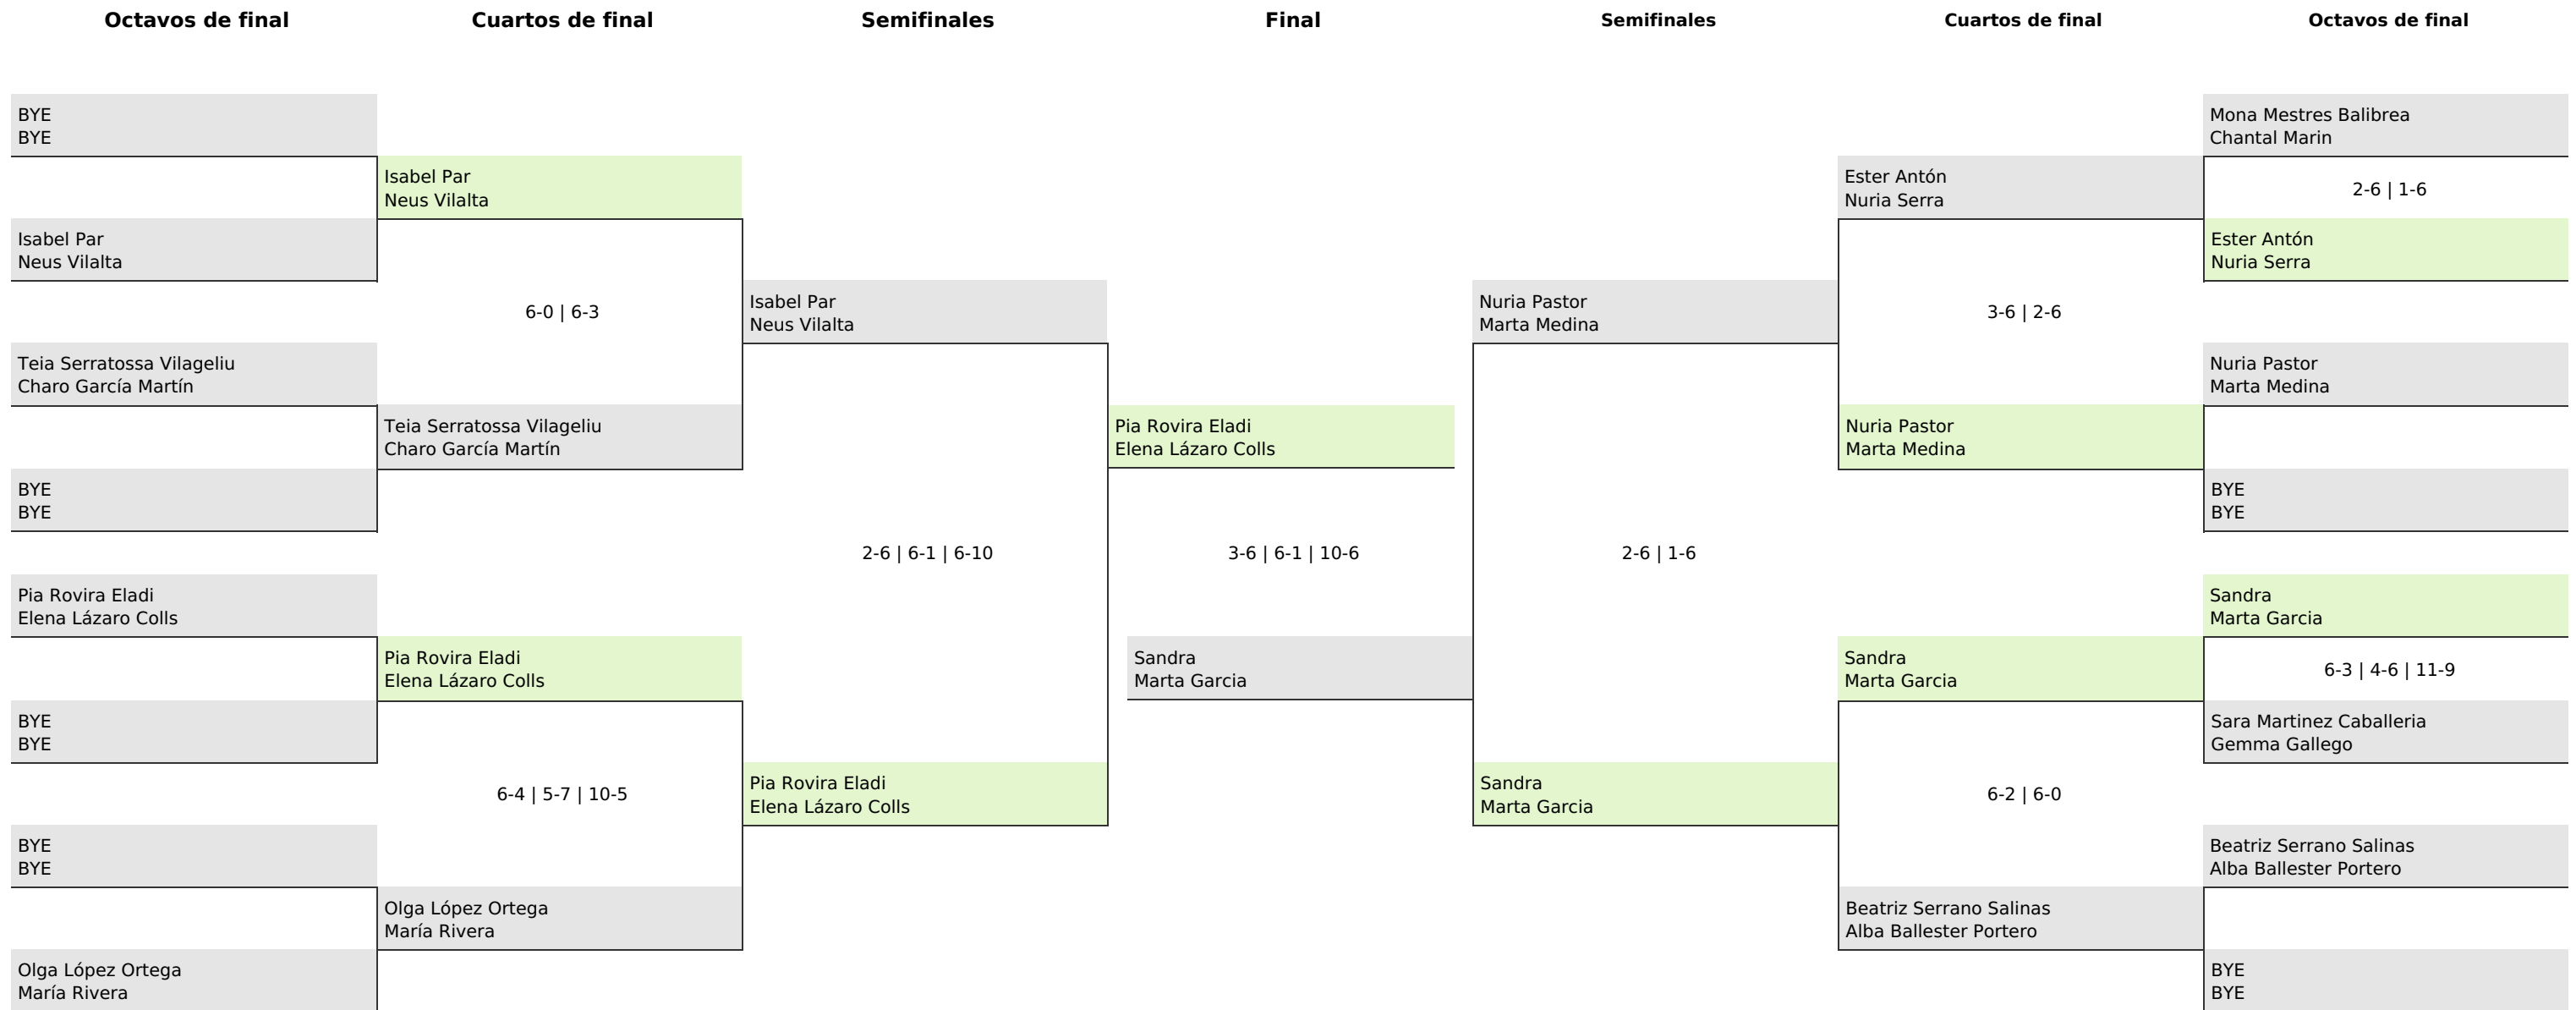 Octavos de final
Cuartos de final
Semifinales
Final
Semifinales
Cuartos de final
Octavos de final
BYE
BYE
Isabel Par
Neus Vilalta
Teia Serratossa Vilageliu
Charo García Martín
BYE
BYE
Pia Rovira Eladi
Elena Lázaro Colls
BYE
BYE
BYE
BYE
Olga López Ortega
María Rivera
Isabel Par
Neus Vilalta
6-0 | 6-3
Teia Serratossa Vilageliu
Charo García Martín
Pia Rovira Eladi
Elena Lázaro Colls
6-4 | 5-7 | 10-5
Olga López Ortega
María Rivera
Isabel Par
Neus Vilalta
2-6 | 6-1 | 6-10
Pia Rovira Eladi
Elena Lázaro Colls
Pia Rovira Eladi
Elena Lázaro Colls
3-6 | 6-1 | 10-6
Sandra
Marta Garcia
Nuria Pastor
Marta Medina
2-6 | 1-6
Sandra
Marta Garcia
Ester Antón
Nuria Serra
3-6 | 2-6
Nuria Pastor
Marta Medina
Sandra
Marta Garcia
6-2 | 6-0
Beatriz Serrano Salinas
Alba Ballester Portero
Mona Mestres Balibrea
Chantal Marin
2-6 | 1-6
Ester Antón
Nuria Serra
Nuria Pastor
Marta Medina
BYE
BYE
Sandra
Marta Garcia
6-3 | 4-6 | 11-9
Sara Martinez Caballeria
Gemma Gallego
Beatriz Serrano Salinas
Alba Ballester Portero
BYE
BYE